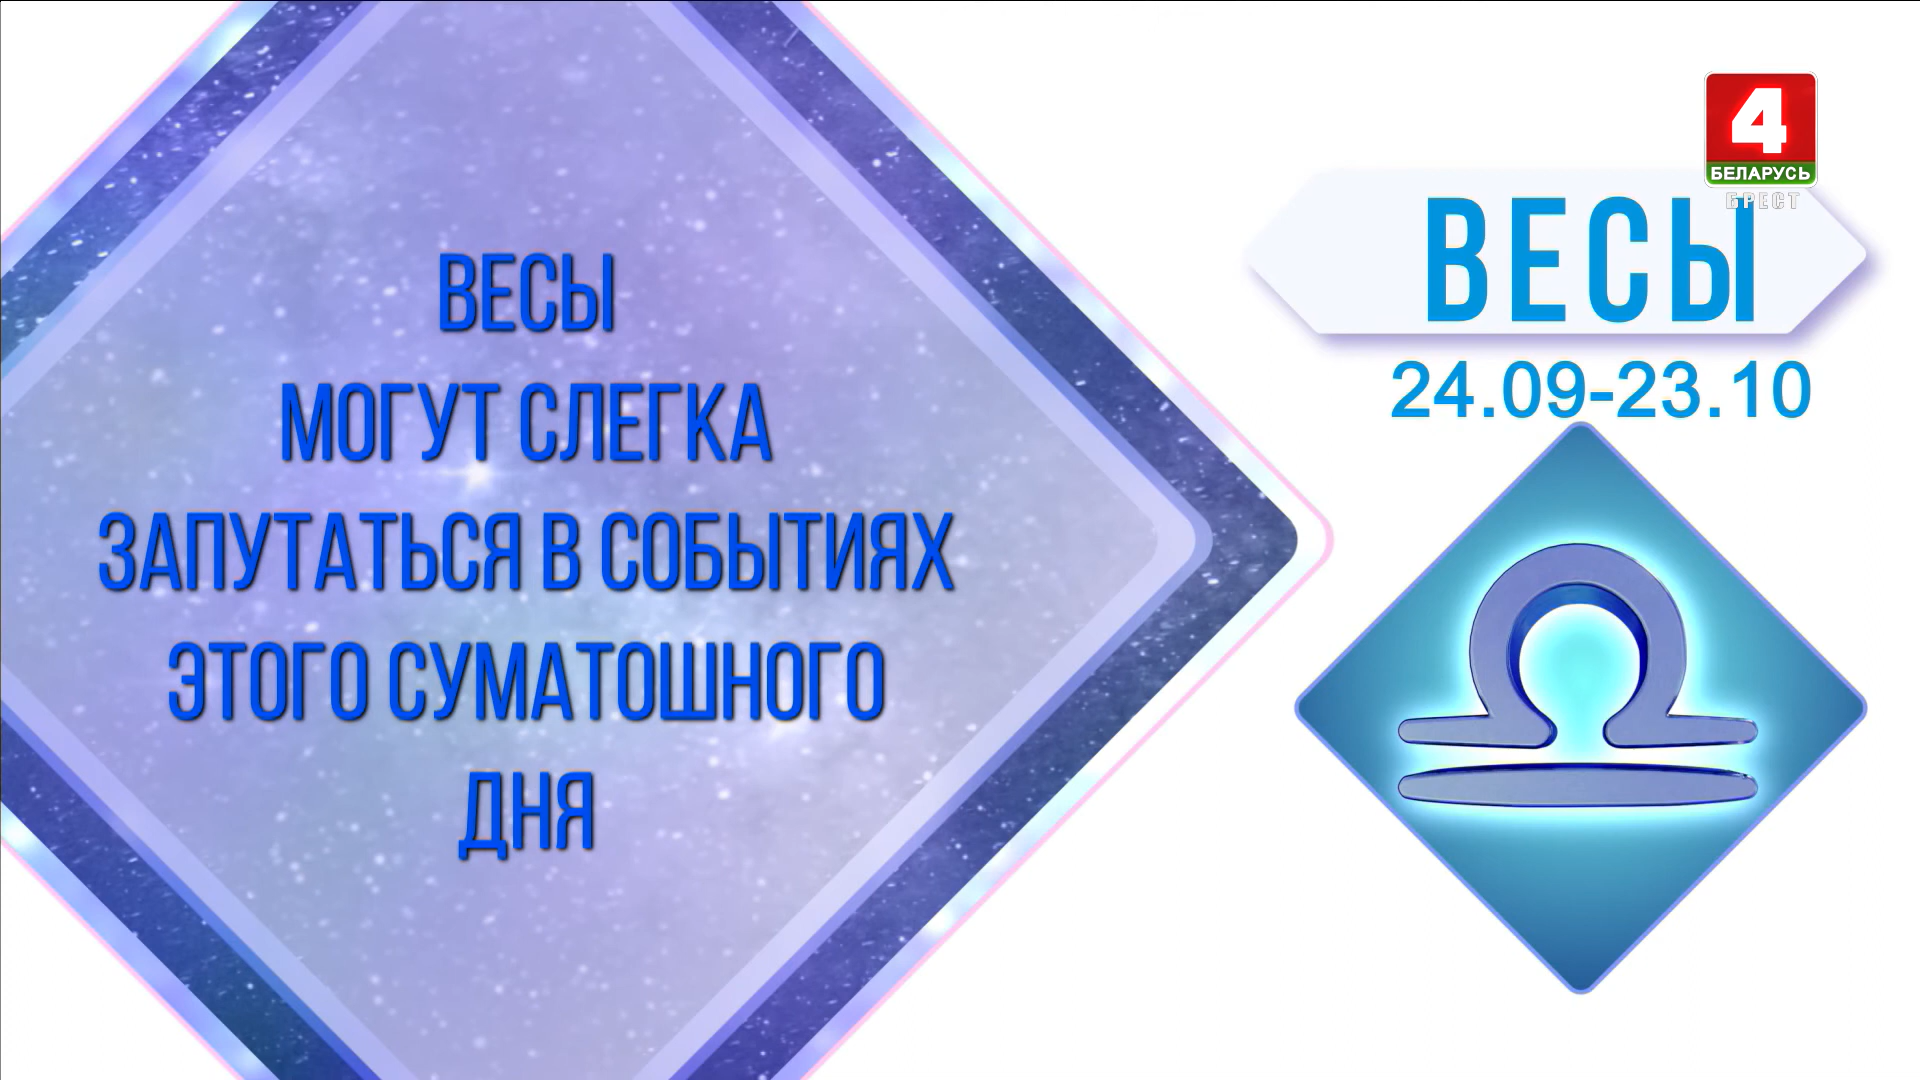 ВЕСЫ
МОГУТ СЛЕГКА
ЗАПУТАТЬСЯ В СОБЫТИЯХ
ЭТОГО СУМАТОШНОГО
ДНЯ
4
БЕЛАРУСЬ
БРЕСТ
ВЕСЫ
24.09-23.10